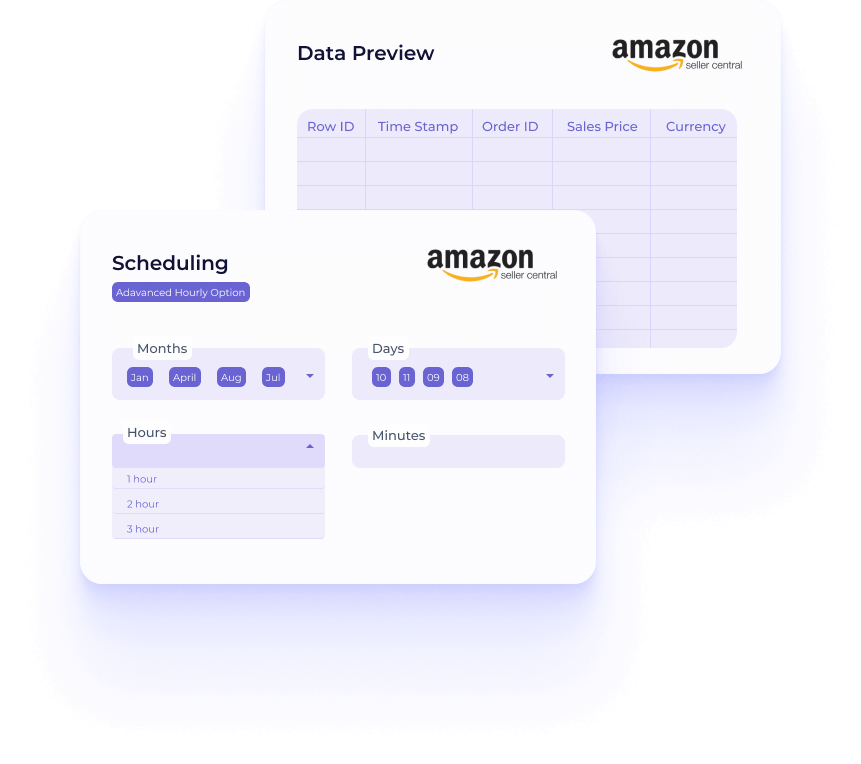 Data Preview
amazon
seller central
Row ID Time Stamp Order ID Sales Price Currency
Scheduling
amazon
seller central
Adavanced Hourly Option
Months
Jan April Aug Jul
Days
10 11 09 08
Hours
1 hour
2 hour
3 hour
Minutes